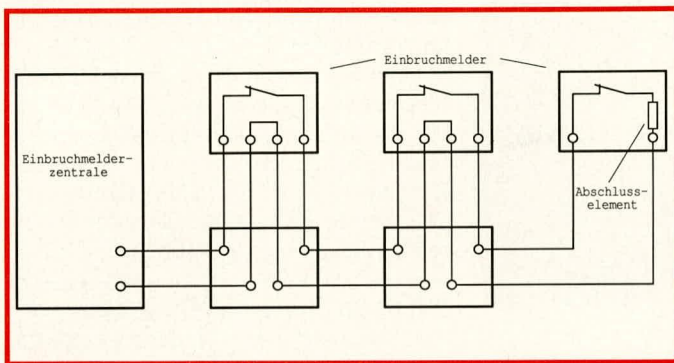 Einbruchmelder
Einbruchmelder-
zentrale
Abschluss-
element